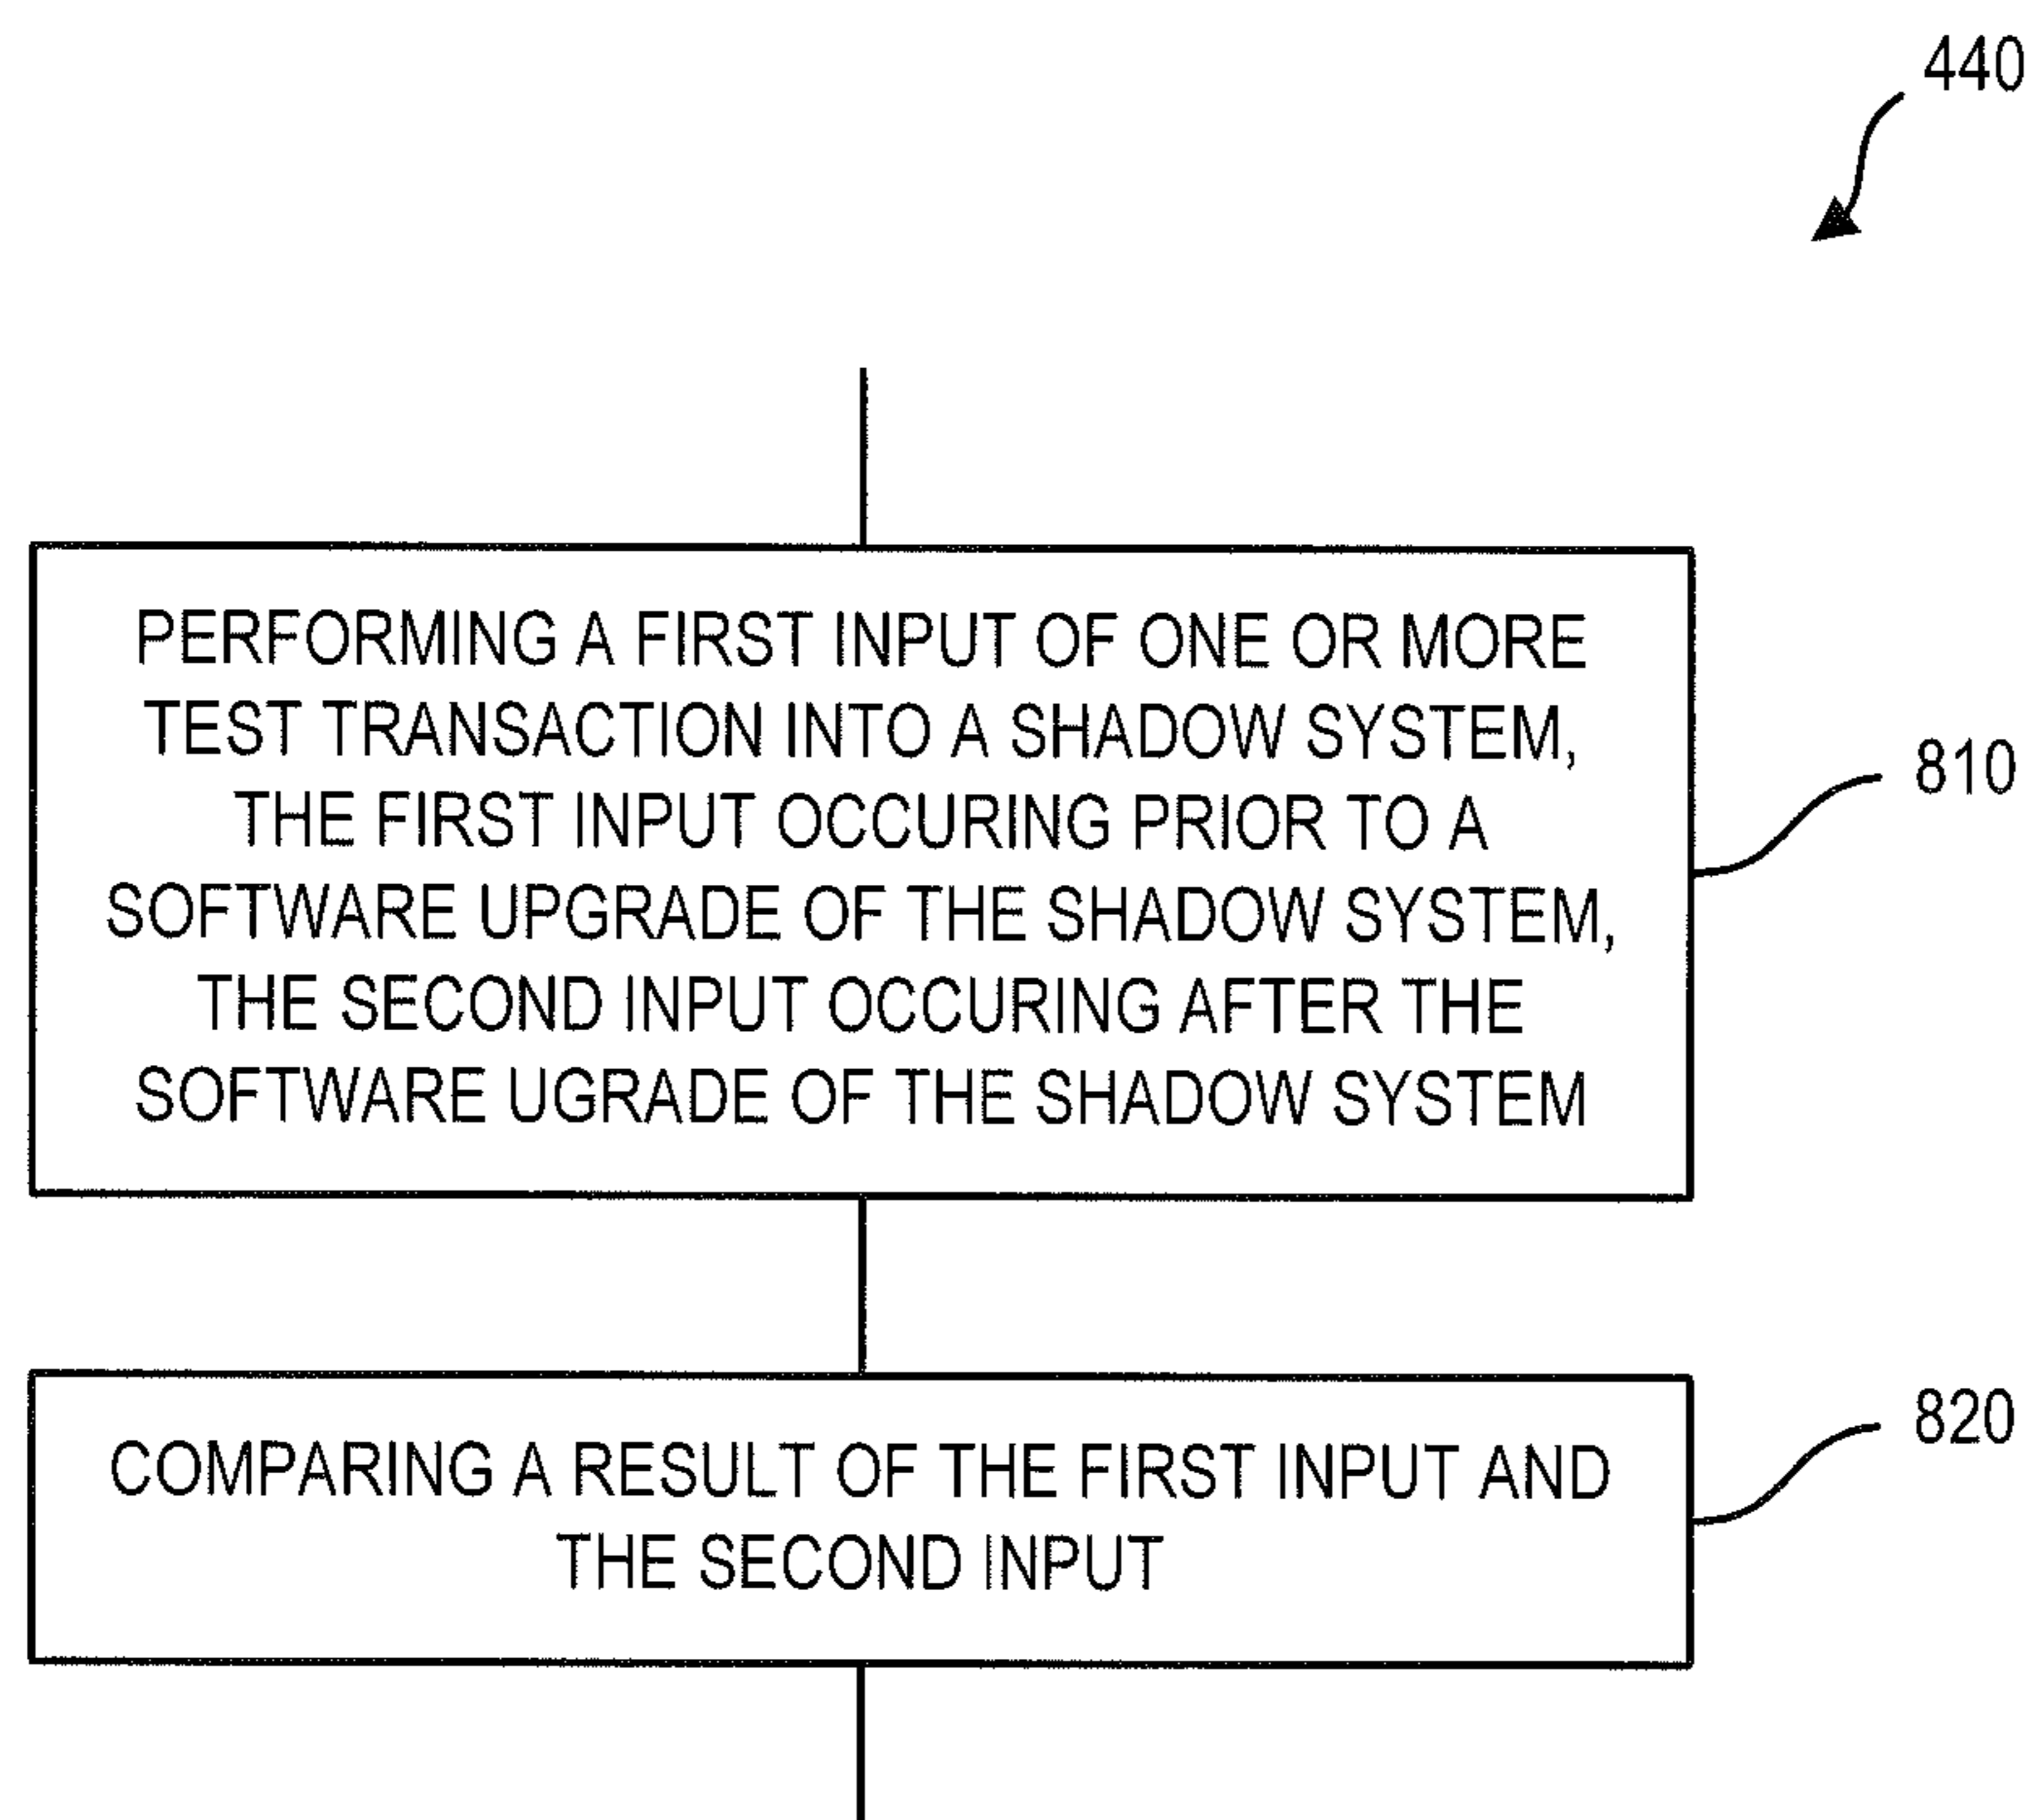 440
PERFORMING A FIRST INPUT OF ONE OR MORE
TEST TRANSACTION INTO A SHADOW SYSTEM,
THE FIRST INPUT OCCURING PRIOR TO A
SOFTWARE UPGRADE OF THE SHADOW SYSTEM,
THE SECOND INPUT OCCURING AFTER THE
SOFTWARE UGRADE OF THE SHADOW SYSTEM
810
COMPARING A RESULT OF THE FIRST INPUT AND
THE SECOND INPUT
820